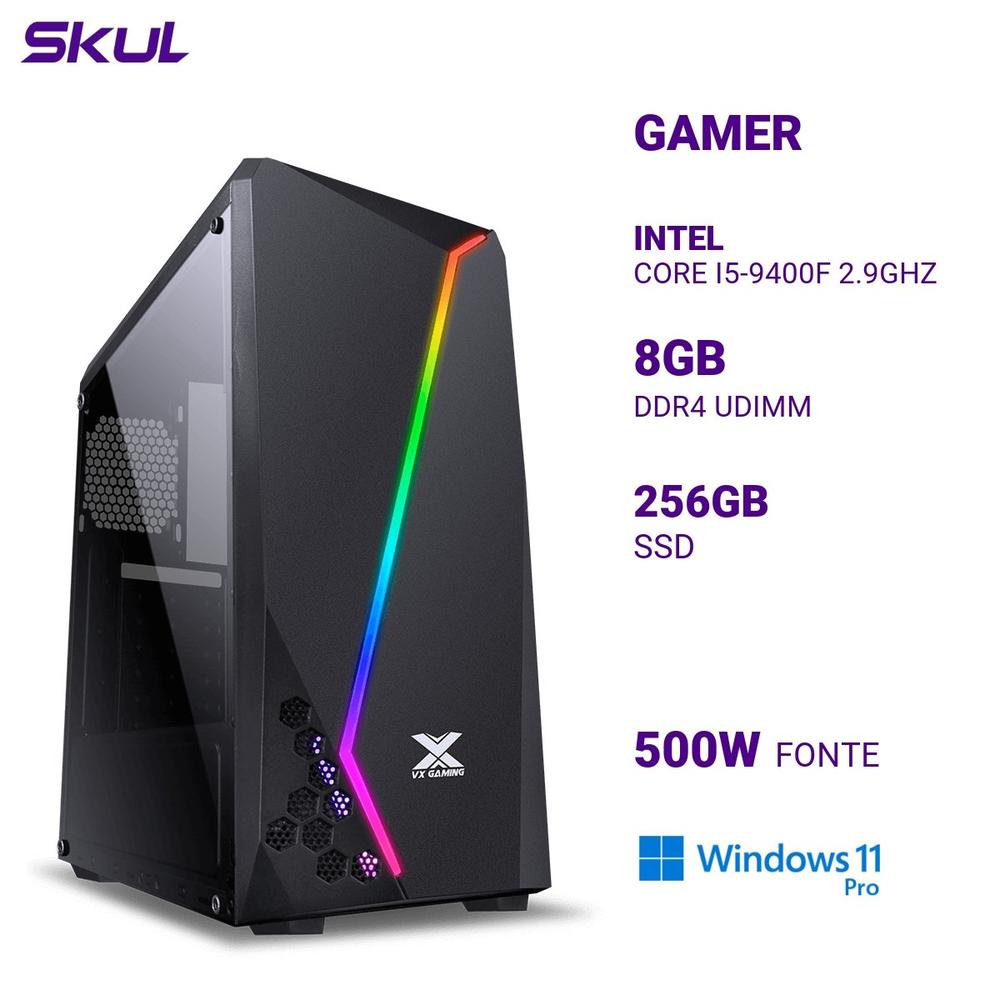 SKUL
GAMER
INTEL
CORE I5-9400F 2.9GHZ
8GB
DDR4 UDIMM
256GB
SSD
VX GAMING
500W FONTE
Windows 11
Pro